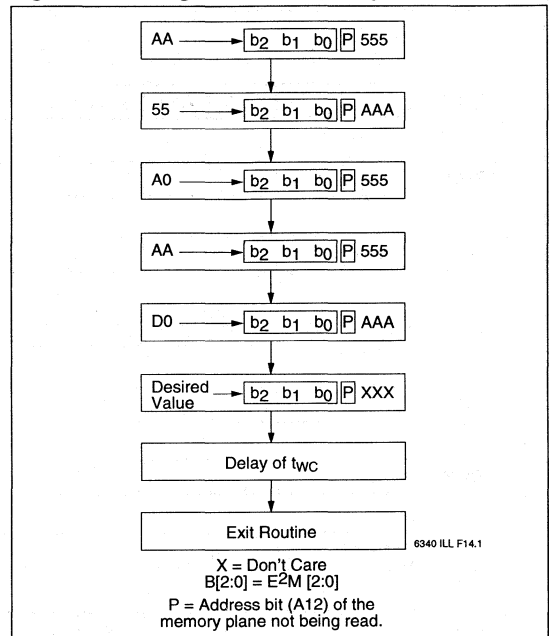 AA b2 b1 b0 P 555
55 b2 b1 b0 P AAA
A0 b2 b1 b0 P 555
AA b2 b1 b0 P 555
D0 b2 b1 b0 P AAA
Desired
Value b2 b1 b0 P XXX
Delay of tWC
Exit Routine
6340 ILL F14.1
X = Don't Care
B[2:0] = E2M [2:0]
P = Address bit (A12) of the
memory plane not being read.